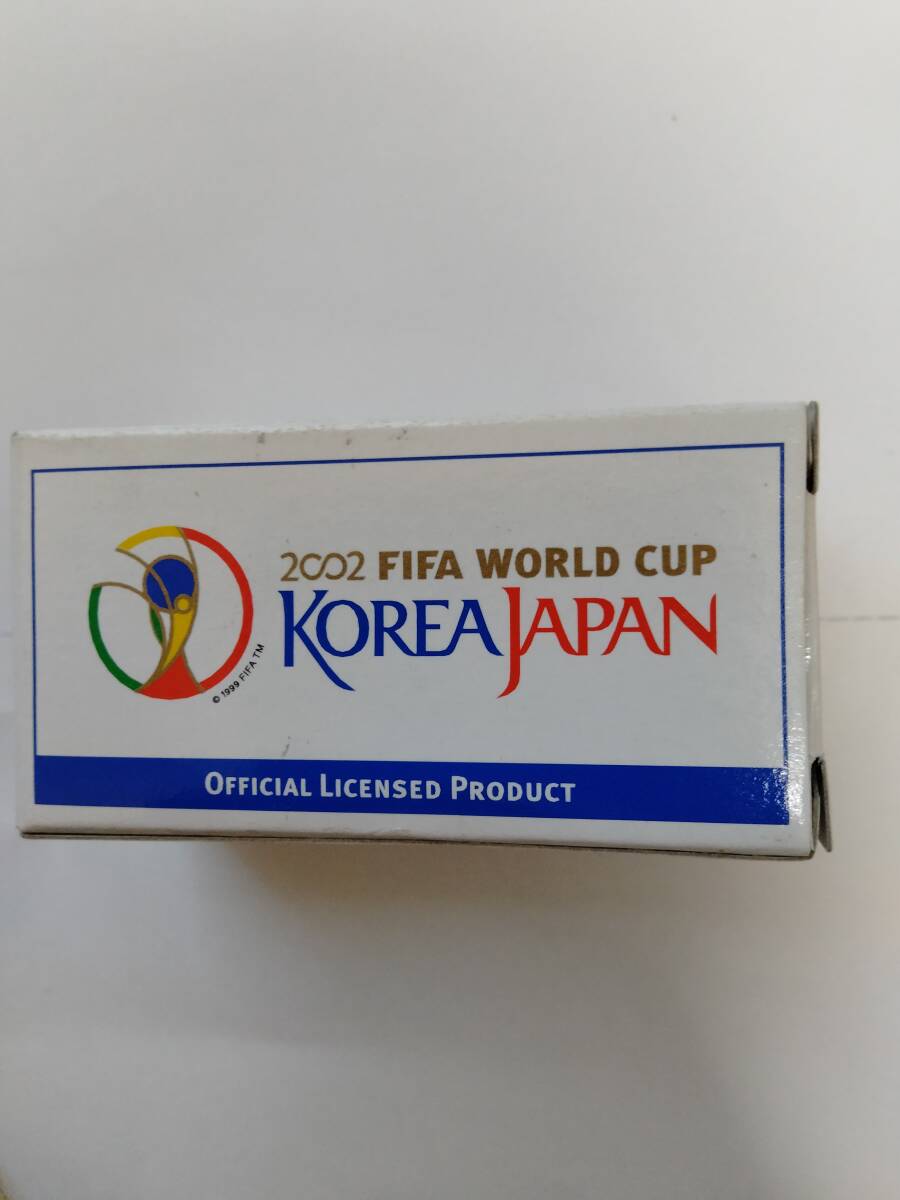 2002 FIFA WORLD CUP
KOREA JAPAN
© 1999 FIFA TM
OFFICIAL LICENSED PRODUCT